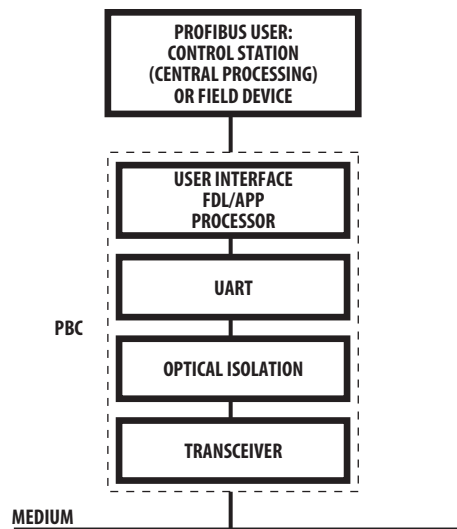 PROFIBUS USER:
CONTROL STATION
(CENTRAL PROCESSING)
OR FIELD DEVICE
USER INTERFACE
FDL/APP
PROCESSOR
UART
PBC
OPTICAL ISOLATION
TRANSCEIVER
MEDIUM